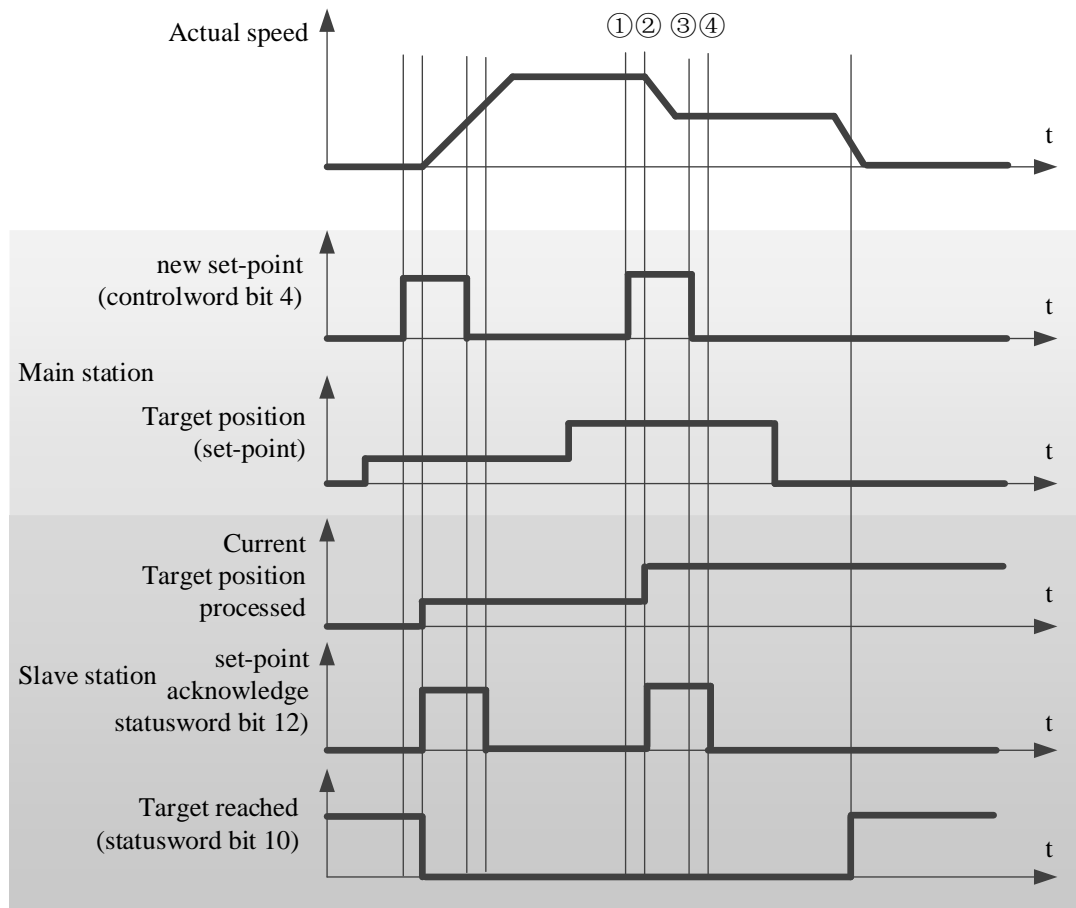 Actual speed
①② ③④
t
new set-point
(controlword bit 4)
t
Main station
Target position
(set-point)
t
Current
Target position
processed
t
Slave station
set-point
acknowledge
statusword bit 12)
t
Target reached
(statusword bit 10)
t